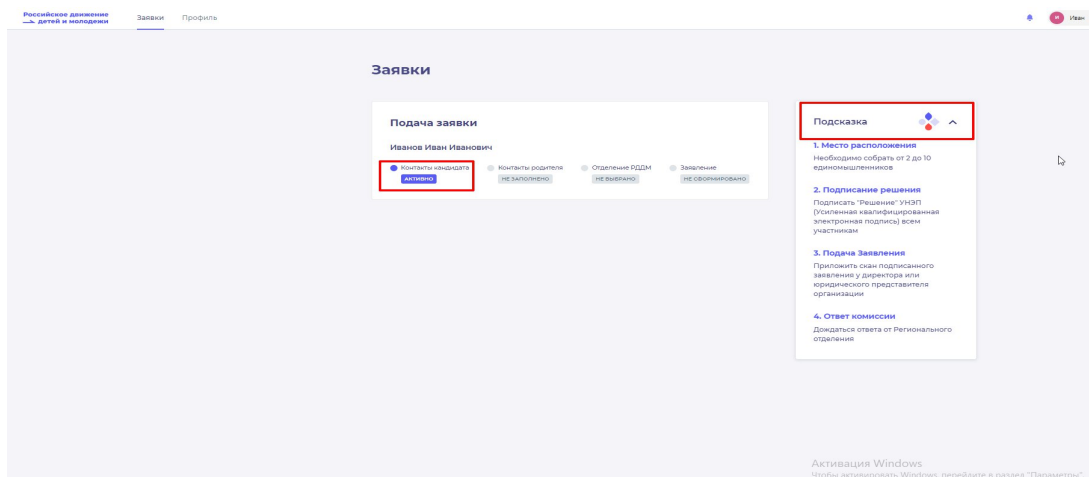 Российское движение
детей и молодежи
Заявки Профиль
И Иван
Заявки
Подача заявки
Иванов Иван Иванович
Контакты кандидата Контакты родителя Отделение РДДМ Заявление
АКТИВНО НЕ ЗАПОЛНЕНО НЕ ВЫБРАНО НЕ СФОРМИРОВАНО
Подсказка
1. Место расположения
Необходимо собрать от 2 до 10
единомышленников
2. Подписание решения
Подписать "Решение" УНЭП
(Усиленная квалифицированная
электронная подпись) всем
участникам
3. Подача Заявления
Приложить скан подписанного
заявления у директора или
юридического представителя
организации
4. Ответ комиссии
Дождаться ответа от Регионального
отделения
Активация Windows
Чтобы активировать Windows, перейдите в раздел "Параметры".